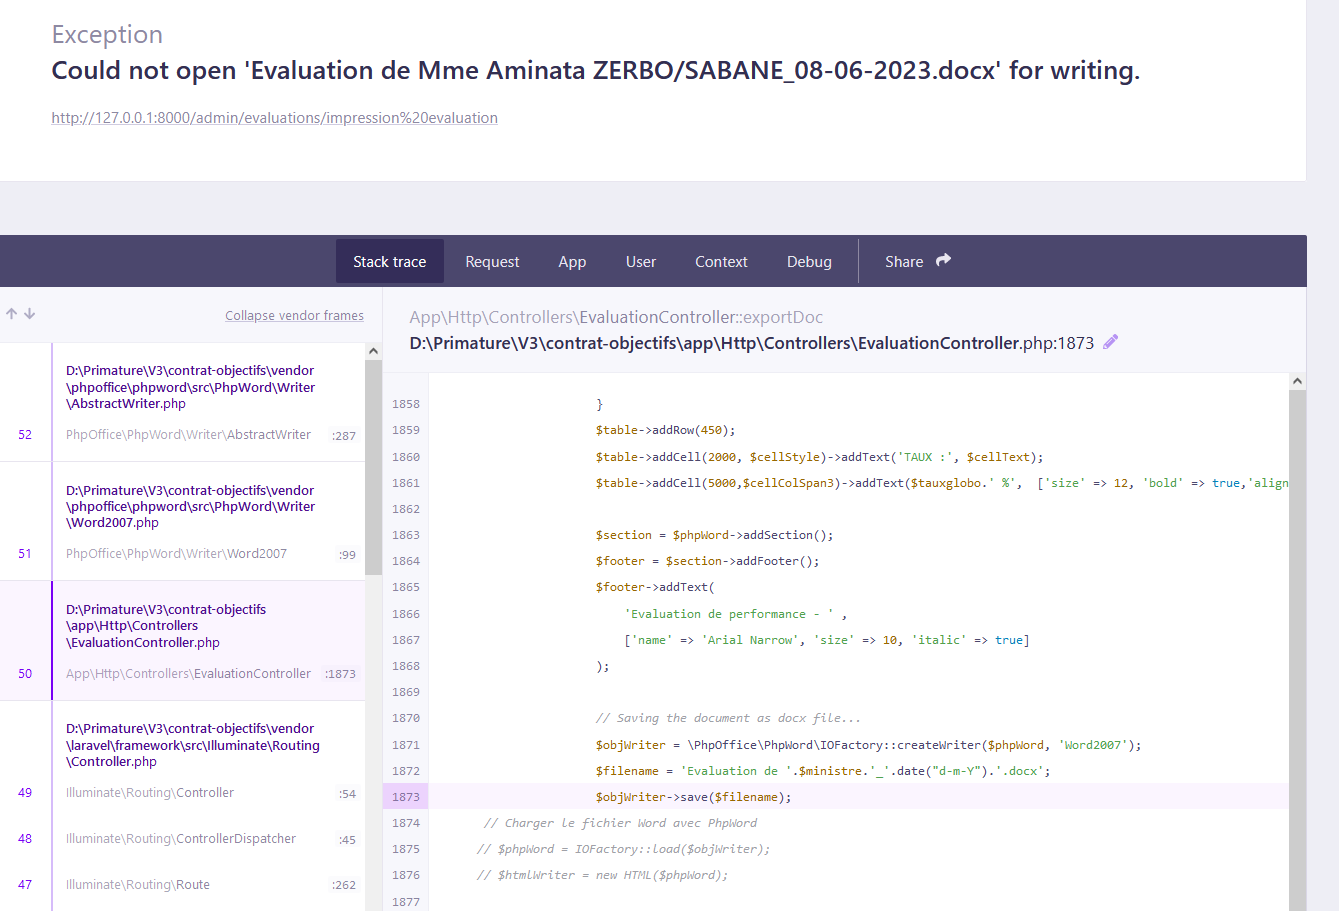 Exception
Could not open 'Evaluation de Mme Aminata ZERBO/SABANE_08-06-2023.docx' for writing.
http://127.0.0.1:8000/admin/evaluations/impression%20evaluation
Stack trace
Request
App
User
Context
Debug
Share
Collapse vendor frames
D:\Primature\V3\contrat-objectifs\vendor
\phpoffice\phpword\src\PhpWord\Writer
\AbstractWriter.php
52 PhpOffice\PhpWord\Writer\AbstractWriter :287
D:\Primature\V3\contrat-objectifs\vendor
\phpoffice\phpword\src\PhpWord\Writer
\Word2007.php
51 PhpOffice\PhpWord\Writer\Word2007 :99
D:\Primature\V3\contrat-objectifs
\app\Http\Controllers
\EvaluationController.php
50 App\Http\Controllers\EvaluationController :1873
D:\Primature\V3\contrat-objectifs\vendor
\laravel\framework\src\Illuminate\Routing
\Controller.php
49 Illuminate\Routing\Controller :54
48 Illuminate\Routing\ControllerDispatcher :45
47 Illuminate\Routing\Route :262
App\Http\Controllers\EvaluationController::exportDoc
D:\Primature\V3\contrat-objectifs\app\Http\Controllers\EvaluationController.php:1873
1858 }
1859 $table->addRow(450);
1860 $table->addCell(2000, $cellStyle)->addText('TAUX :', $cellText);
1861 $table->addCell(5000,$cellColSpan3)->addText($tauxglobo.' %',  ['size' => 12, 'bold' => true,'align
1862
1863 $section = $phpWord->addSection();
1864 $footer = $section->addFooter();
1865 $footer->addText(
1866 'Evaluation de performance - ' ,
1867 ['name' => 'Arial Narrow', 'size' => 10, 'italic' => true]
1868 );
1869
1870 // Saving the document as docx file...
1871 $objWriter = \PhpOffice\PhpWord\IOFactory::createWriter($phpWord, 'Word2007');
1872 $filename = 'Evaluation de '.$ministre.'_'.date("d-m-Y").'.docx';
1873 $objWriter->save($filename);
1874 // Charger le fichier Word avec PhpWord
1875 // $phpWord = IOFactory::load($objWriter);
1876 // $htmlWriter = new HTML($phpWord);
1877